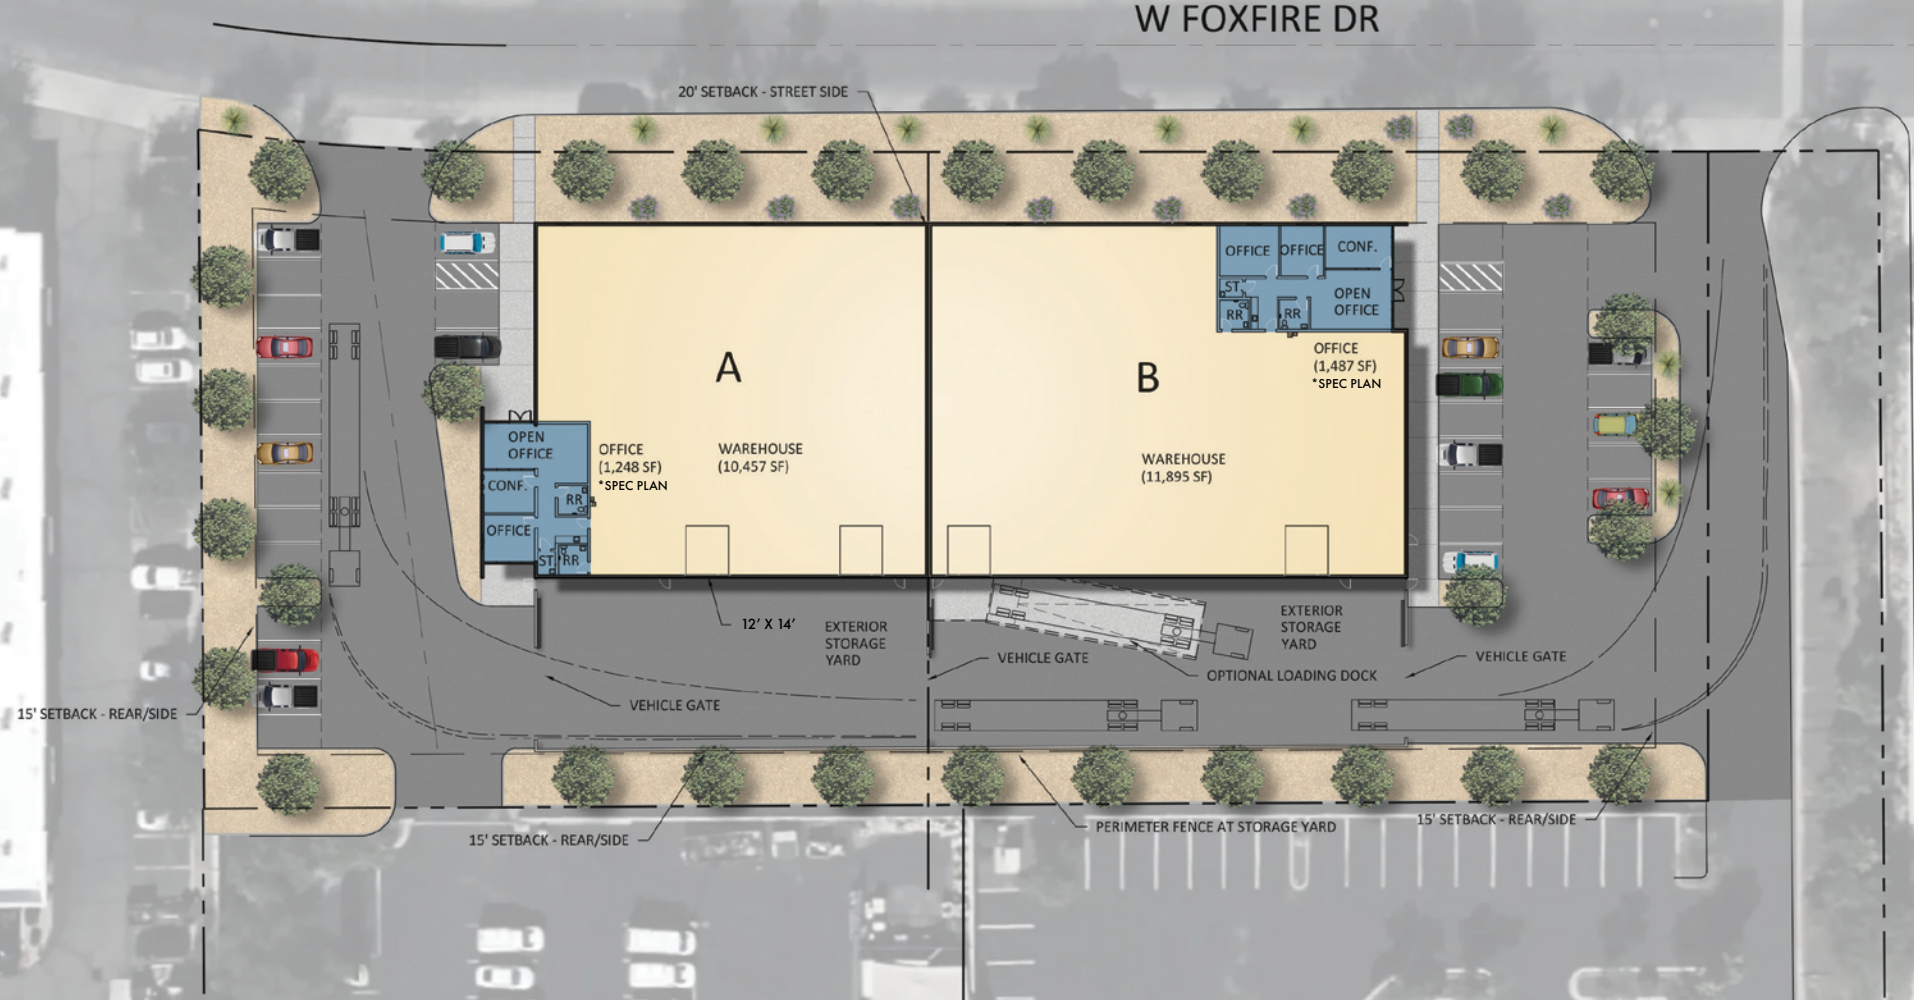 W FOXFIRE DR
20' SETBACK - STREET SIDE
OFFICE
OFFICE
CONF.
ST.
OPEN
OFFICE
RR
RR
A
B
OFFICE
(1,487 SF)
*SPEC PLAN
OPEN
OFFICE
OFFICE
(1,248 SF)
*SPEC PLAN
WAREHOUSE
(10,457 SF)
WAREHOUSE
(11,895 SF)
CONF.
RR
OFFICE
ST.
RR
12' X 14'
EXTERIOR
STORAGE
YARD
EXTERIOR
STORAGE
YARD
VEHICLE GATE
VEHICLE GATE
OPTIONAL LOADING DOCK
VEHICLE GATE
15' SETBACK - REAR/SIDE
15' SETBACK - REAR/SIDE
PERIMETER FENCE AT STORAGE YARD
15' SETBACK - REAR/SIDE